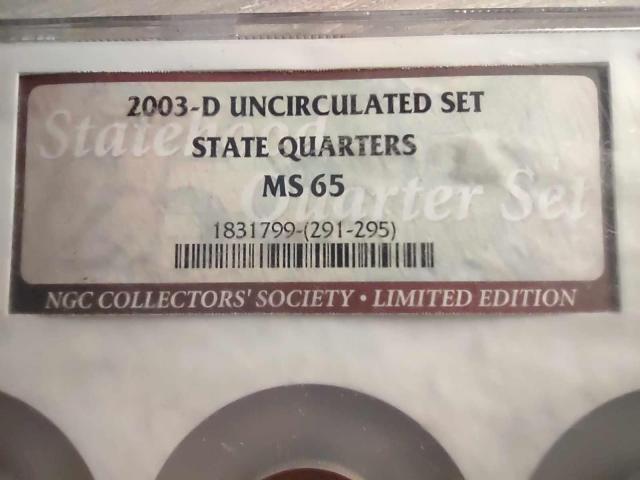 2003-D UNCIRCULATED SET
STATE QUARTERS
MS 65
1831799-(291-295)
Statehood
Quarter Set
NGC COLLECTORS' SOCIETY • LIMITED EDITION